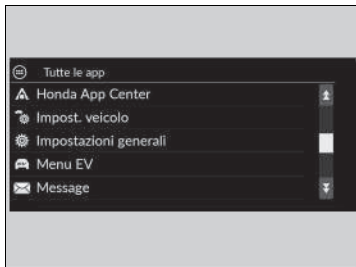 Tutte le app
Honda App Center
Impost. veicolo
Impostazioni generali
Menu EV
Message